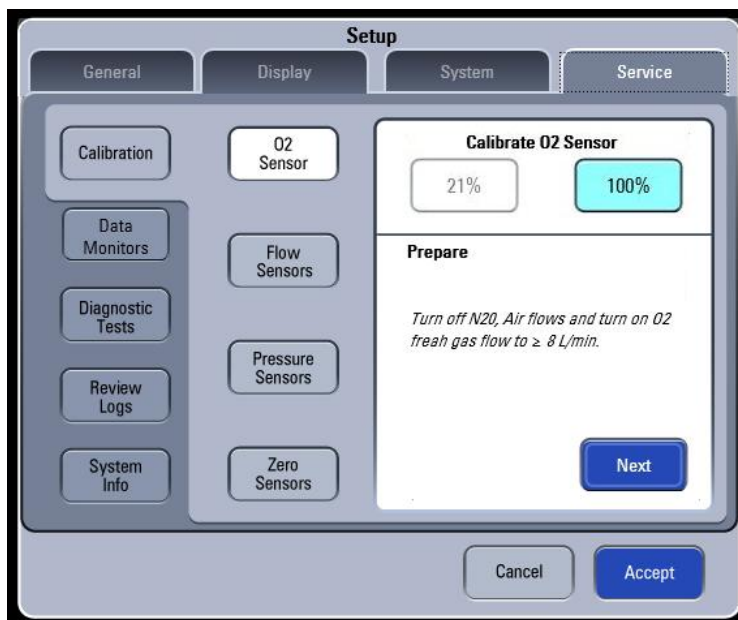 Setup
General
Display
System
Service
Calibration
Data
Monitors
Diagnostic
Tests
Review
Logs
System
Info
O2
Sensor
Flow
Sensors
Pressure
Sensors
Zero
Sensors
Calibrate O2 Sensor
21%
100%
Prepare
Turn off N20, Air flows and turn on O2
freah gas flow to ≥ 8 L/min.
Next
Cancel
Accept